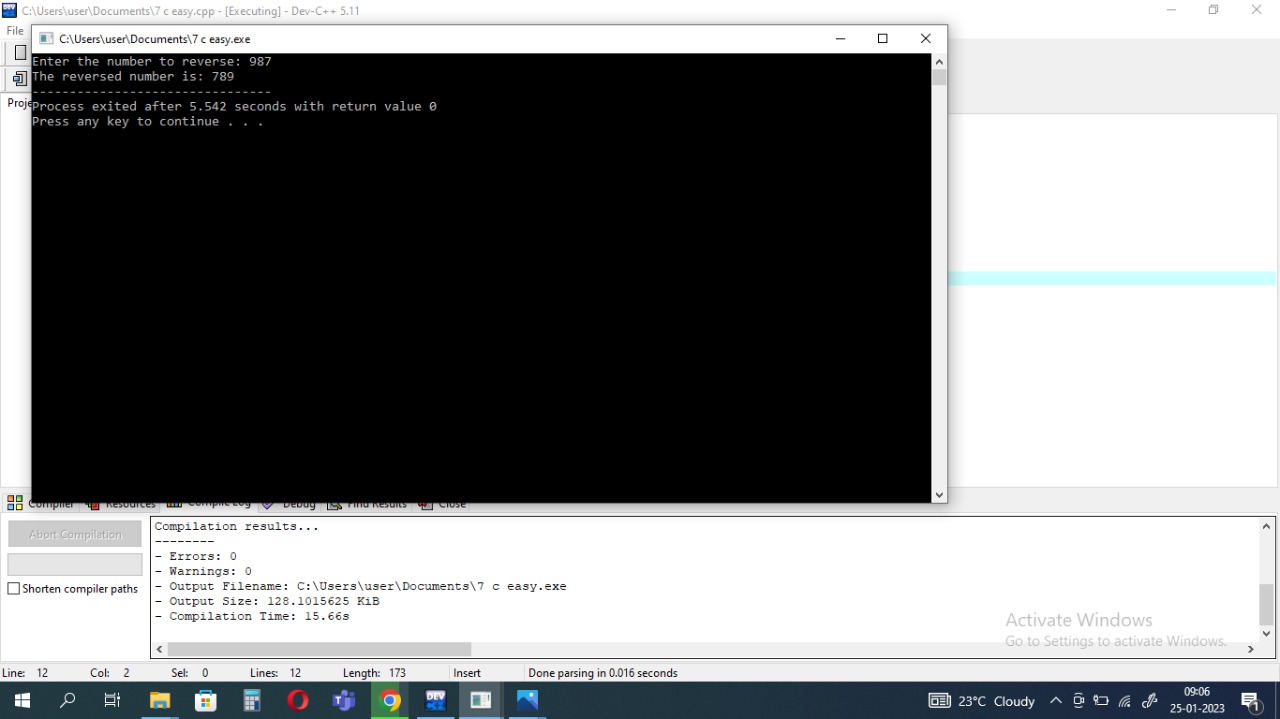 C:\Users\user\Documents\7 c easy.cpp - [Executing] - Dev-C++ 5.11
File
C:\Users\user\Documents\7 c easy.exe
Enter the number to reverse: 987
The reversed number is: 789
--------------------------------
Process exited after 5.542 seconds with return value 0
Press any key to continue . . .
Proje
Compiler Resources Compile Log Debug Find Results Close
Abort Compilation
Shorten compiler paths
Compilation results...
--------
- Errors: 0
- Warnings: 0
- Output Filename: C:\Users\user\Documents\7 c easy.exe
- Output Size: 128.1015625 KiB
- Compilation Time: 15.66s
Activate Windows
Go to Settings to activate Windows.
Line: 12 Col: 2 Sel: 0 Lines: 12 Length: 173 Insert Done parsing in 0.016 seconds
DEV
23°C Cloudy
09:06
25-01-2023
1